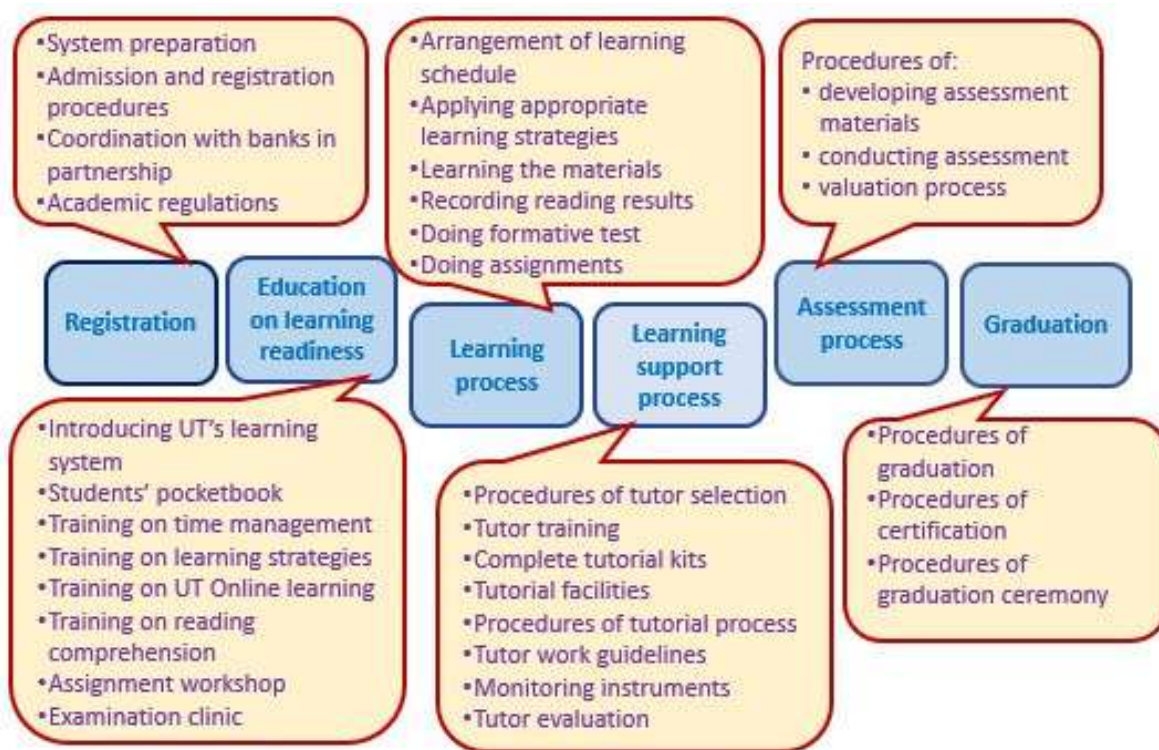 •System preparation
•Admission and registration
procedures
•Coordination with banks in
partnership
•Academic regulations
•Arrangement of learning
schedule
•Applying appropriate
learning strategies
•Learning the materials
•Recording reading results
•Doing formative test
•Doing assignments
Procedures of:
• developing assessment
materials
• conducting assessment
• valuation process
Registration
Education
on learning
readiness
Learning
process
Learning
support
process
Assessment
process
Graduation
•Introducing UT's learning
system
•Students' pocketbook
•Training on time management
•Training on learning strategies
•Training on UT Online learning
•Training on reading
comprehension
•Assignment workshop
•Examination clinic
•Procedures of tutor selection
•Tutor training
•Complete tutorial kits
•Tutorial facilities
•Procedures of tutorial process
•Tutor work guidelines
•Monitoring instruments
•Tutor evaluation
•Procedures of
graduation
•Procedures of
certification
•Procedures of
graduation ceremony